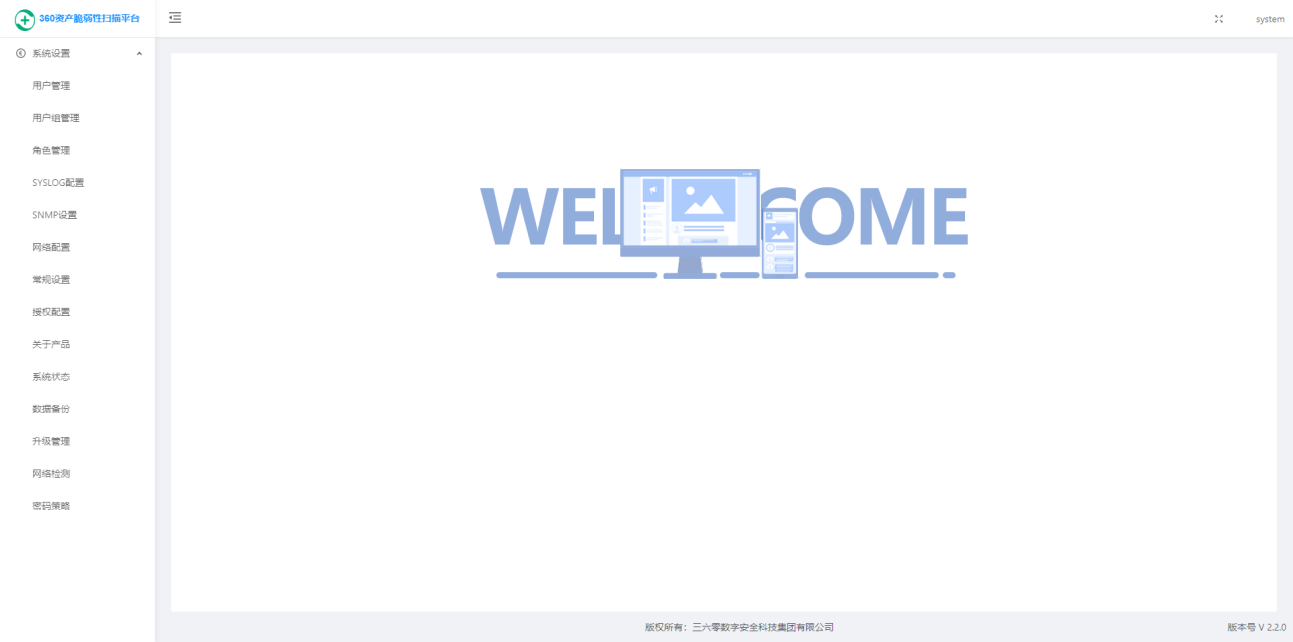 360资产脆弱性扫描平台
system
系统设置
用户管理
用户组管理
角色管理
SYSLOG配置
SNMP设置
网络配置
常规设置
授权配置
关于产品
系统状态
数据备份
升级管理
网络检测
密码策略
WELCOME
版权所有：三六零数字安全科技集团有限公司
版本号 V 2.2.0